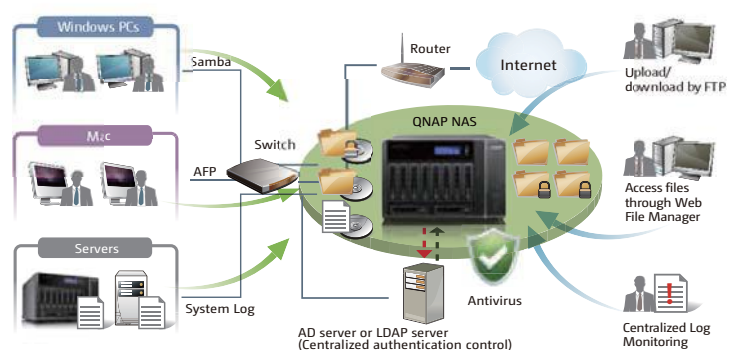 Windows PCs
Samba
Mac
AFP
Servers
System Log
Switch
Router
Internet
QNAP NAS
Antivirus
AD server or LDAP server
(Centralized authentication control)
Upload/
download by FTP
Access files
through Web
File Manager
Centralized Log
Monitoring